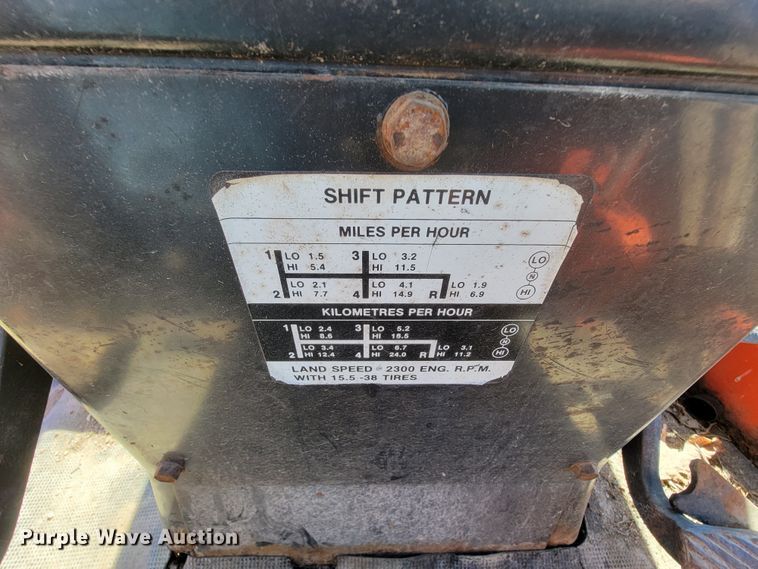 SHIFT PATTERN
MILES PER HOUR
1 LO 1.5 3 LO 3.2 LO
HI 5.4 HI 11.5 N
LO 2.1 LO 4.1 LO 1.9
2 HI 7.7 4 HI 14.9 R HI 6.9 HI
KILOMETRES PER HOUR
1 LO 2.4 3 LO 5.2 LO
HI 8.6 HI 18.5 N
LO 3.4 LO 6.7 LO 3.1
2 HI 12.4 4 HI 24.0 R HI 11.2 HI
LAND SPEED - 2300 ENG. R.P.M.
WITH 15.5 -38 TIRES
Purple Wave Auction
Purple Wave Auction